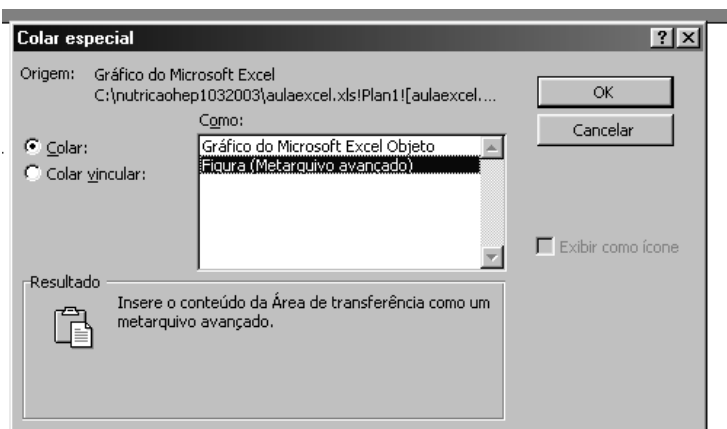 Colar especial
Origem: Gráfico do Microsoft Excel
C:\nutricaohep1032003\aulaexcel.xls!Plan1![aulaexcel....
OK
Cancelar
Como:
Colar:
Colar vincular:
Gráfico do Microsoft Excel Objeto
Figura (Metarquivo avançado)
Exibir como ícone
Resultado
Insere o conteúdo da Área de transferência como um
metarquivo avançado.